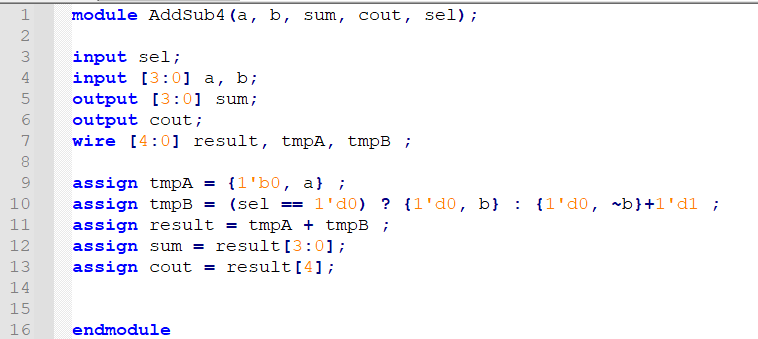 1 module AddSub4(a, b, sum, cout, sel);
2
3 input sel;
4 input [3:0] a, b;
5 output [3:0] sum;
6 output cout;
7 wire [4:0] result, tmpA, tmpB ;
8
9 assign tmpA = {1'b0, a} ;
10 assign tmpB = (sel == 1'd0) ? {1'd0, b} : {1'd0, ~b}+1'd1 ;
11 assign result = tmpA + tmpB ;
12 assign sum = result[3:0];
13 assign cout = result[4];
14
15
16 endmodule